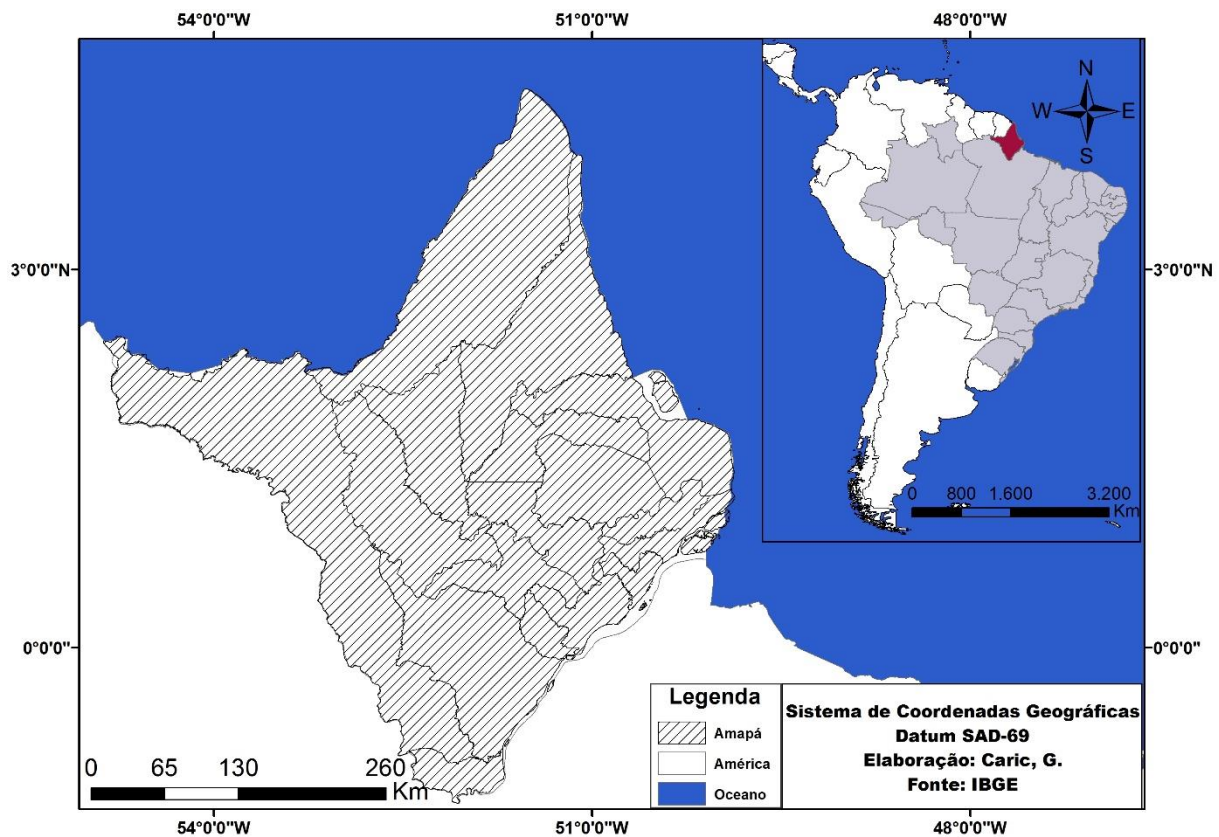 54°0'0"W
51°0'0"W
48°0'0"W
N
W
E
S
3°0'0"N
3°0'0"N
0
800
1.600
3.200
Km
0°0'0"
0°0'0"
Legenda
Amapá
América
Oceano
Sistema de Coordenadas Geográficas
Datum SAD-69
Elaboração: Caric, G.
Fonte: IBGE
0
65
130
260
Km
54°0'0"W
51°0'0"W
48°0'0"W